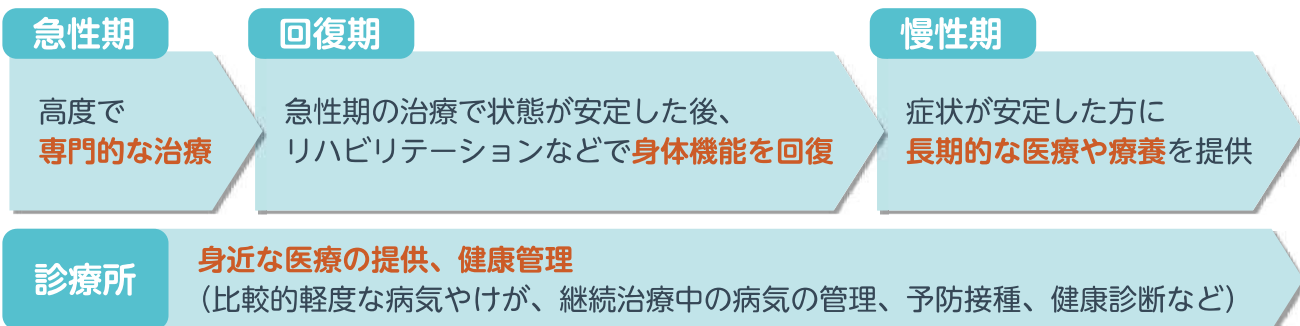 急性期
高度で
専門的な治療
回復期
急性期の治療で状態が安定した後、
リハビリテーションなどで身体機能を回復
慢性期
症状が安定した方に
長期的な医療や療養を提供
診療所
身近な医療の提供、健康管理
（比較的軽度な病気やけが、継続治療中の病気の管理、予防接種、健康診断など）